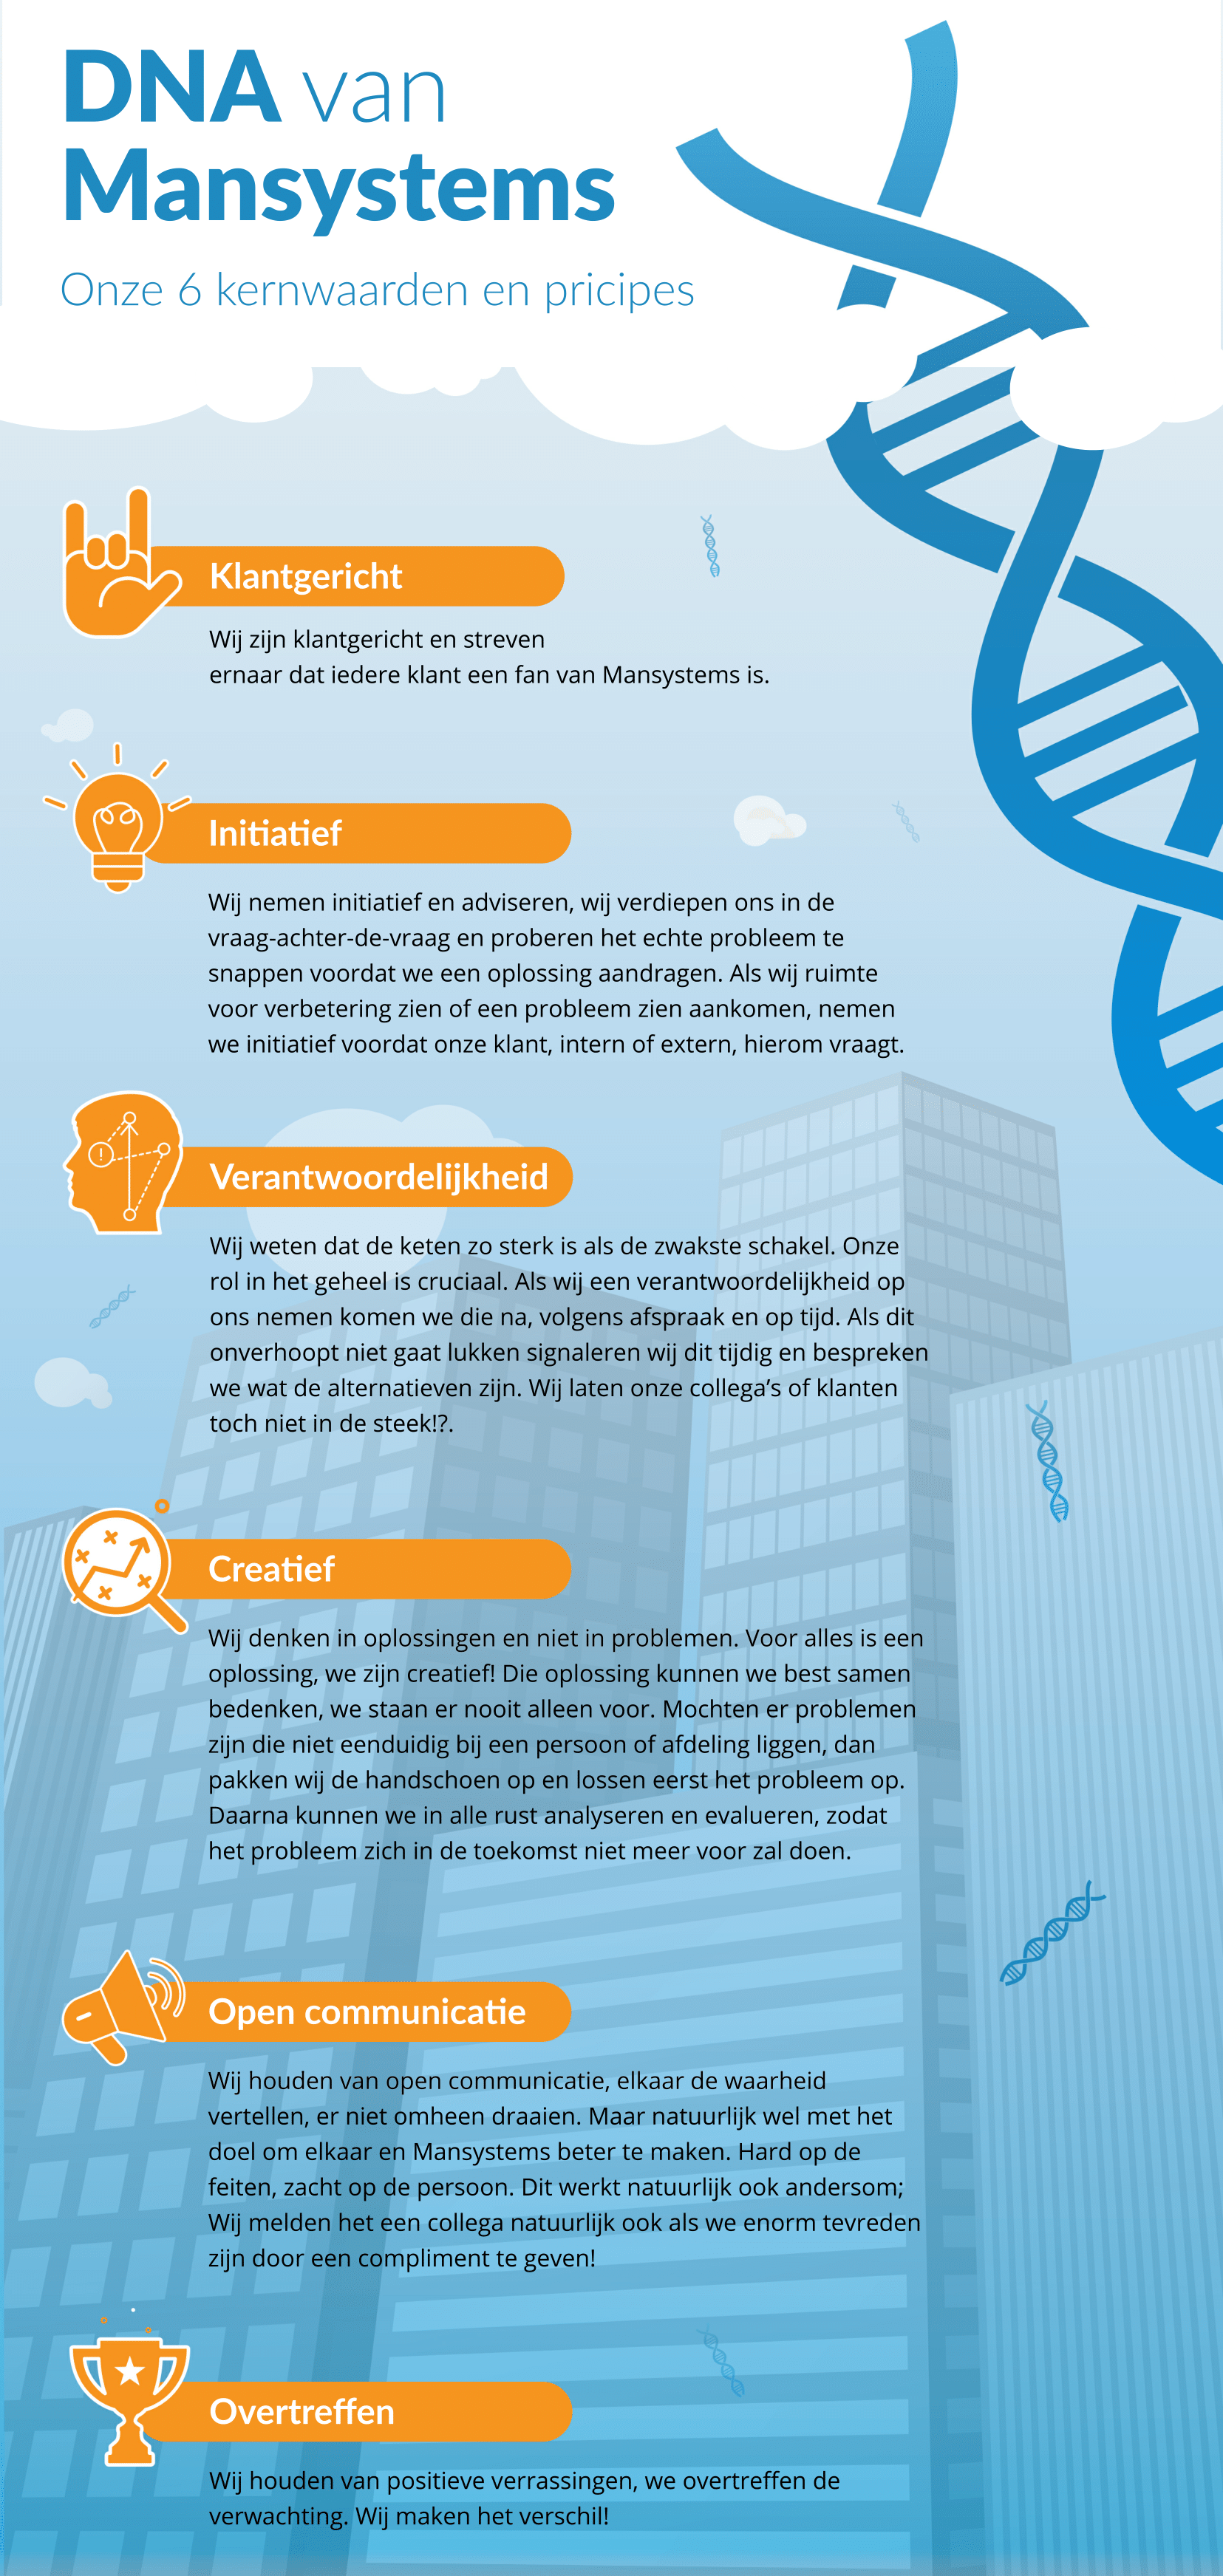 DNA van
Mansystems
Onze 6 kernwaarden en pricipes
Klantgericht
Wij zijn klantgericht en streven
ernaar dat iedere klant een fan van Mansystems is.
Initiatief
Wij nemen initiatief en adviseren, wij verdiepen ons in de
vraag-achter-de-vraag en proberen het echte probleem te
snappen voordat we een oplossing aandragen. Als wij ruimte
voor verbetering zien of een probleem zien aankomen, nemen
we initiatief voordat onze klant, intern of extern, hierom vraagt.
Verantwoordelijkheid
Wij weten dat de keten zo sterk is als de zwakste schakel. Onze
rol in het geheel is cruciaal. Als wij een verantwoordelijkheid op
ons nemen komen we die na, volgens afspraak en op tijd. Als dit
onverhoopt niet gaat lukken signaleren wij dit tijdig en bespreken
we wat de alternatieven zijn. Wij laten onze collega's of klanten
toch niet in de steek!?.
Creatief
Wij denken in oplossingen en niet in problemen. Voor alles is een
oplossing, we zijn creatief! Die oplossing kunnen we best samen
bedenken, we staan er nooit alleen voor. Mochten er problemen
zijn die niet eenduidig bij een persoon of afdeling liggen, dan
pakken wij de handschoen op en lossen eerst het probleem op.
Daarna kunnen we in alle rust analyseren en evalueren, zodat
het probleem zich in de toekomst niet meer voor zal doen.
Open communicatie
Wij houden van open communicatie, elkaar de waarheid
vertellen, er niet omheen draaien. Maar natuurlijk wel met het
doel om elkaar en Mansystems beter te maken. Hard op de
feiten, zacht op de persoon. Dit werkt natuurlijk ook andersom;
Wij melden het een collega natuurlijk ook als we enorm tevreden
zijn door een compliment te geven!
Overtreffen
Wij houden van positieve verrassingen, we overtreffen de
verwachting. Wij maken het verschil!